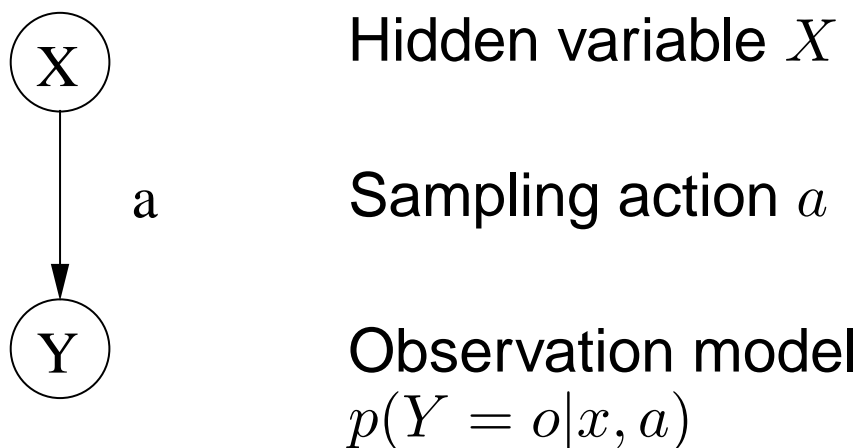 X
Hidden variable X
a
Sampling action a
Y
Observation model
p(Y = o|x, a)